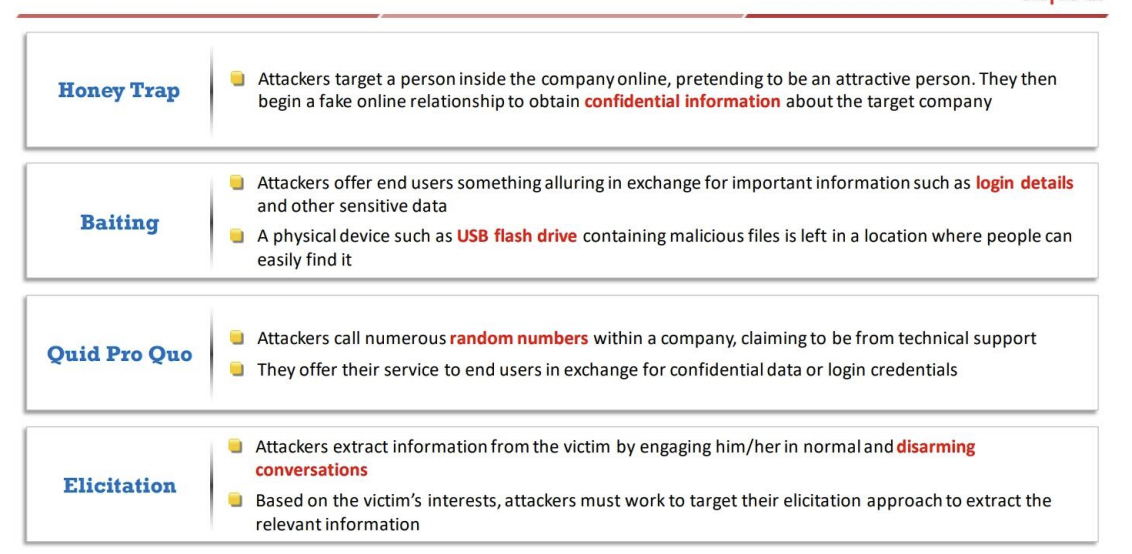 Honey Trap
Attackers target a person inside the company online, pretending to be an attractive person. They then
begin a fake online relationship to obtain confidential information about the target company
Baiting
Attackers offer end users something alluring in exchange for important information such as login details
and other sensitive data
A physical device such as USB flash drive containing malicious files is left in a location where people can
easily find it
Quid Pro Quo
Attackers call numerous random numbers within a company, claiming to be from technical support
They offer their service to end users in exchange for confidential data or login credentials
Elicitation
Attackers extract information from the victim by engaging him/her in normal and disarming
conversations
Based on the victim’s interests, attackers must work to target their elicitation approach to extract the
relevant information